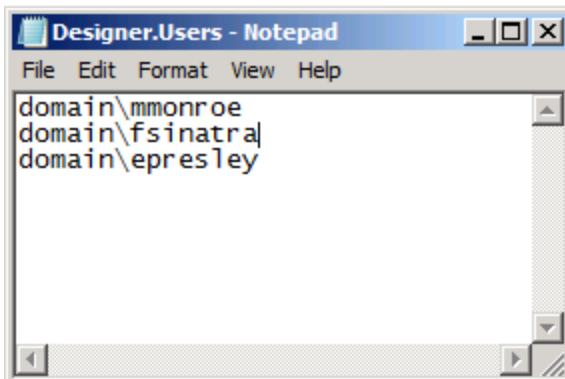 Designer.Users - Notepad
File Edit Format View Help
domain\mmonroe
domain\fsinatra
domain\epresley